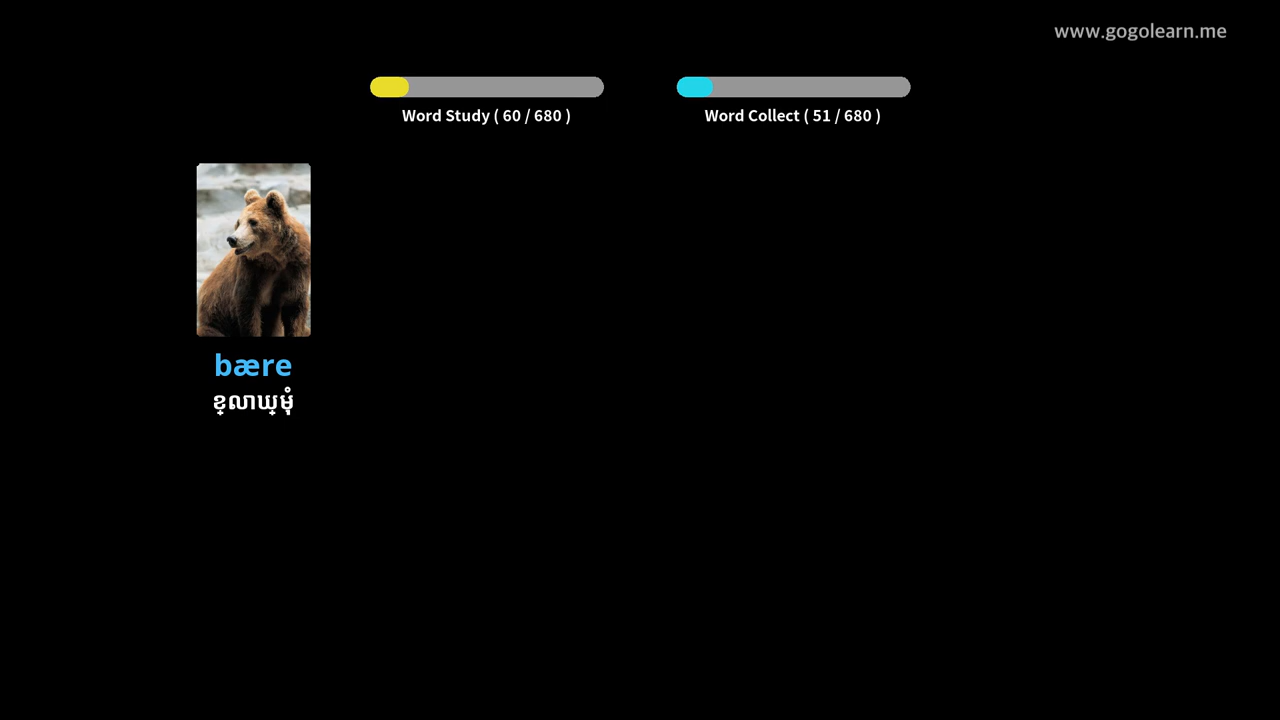 www.gogolearn.me
Word Study ( 60 / 680 )
Word Collect ( 51 / 680 )
bære
ខ្លាឃ្មុំ